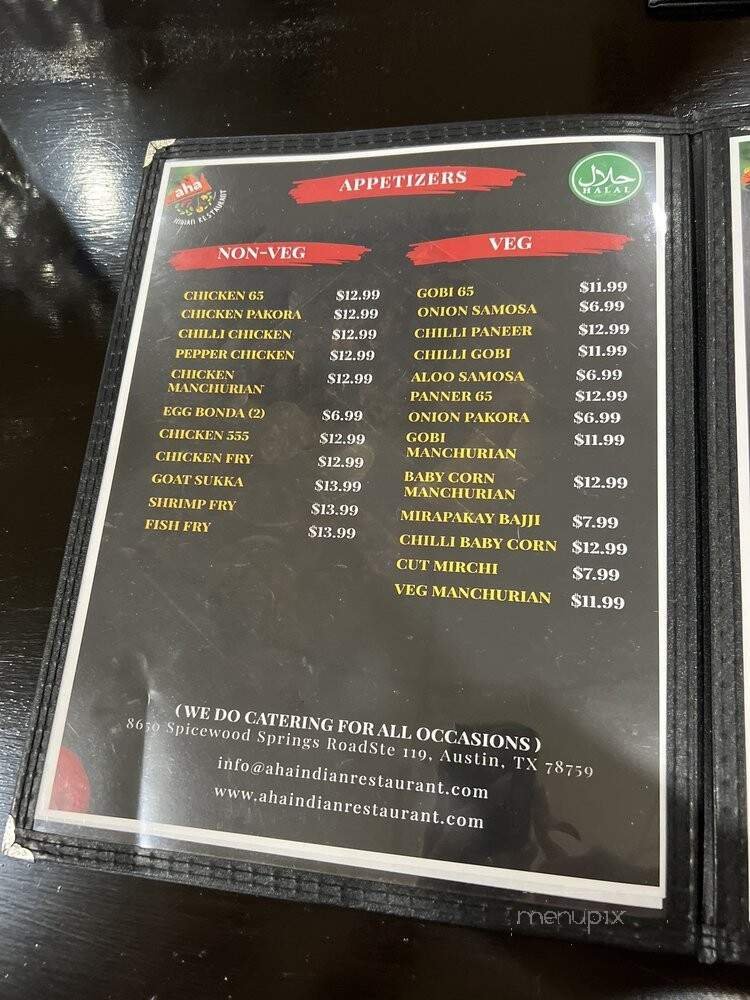 aha
INDIAN RESTAURANT
APPETIZERS
حلال
HALAL
NON-VEG
CHICKEN 65 $12.99
CHICKEN PAKORA $12.99
CHILLI CHICKEN $12.99
PEPPER CHICKEN $12.99
CHICKEN
MANCHURIAN $12.99
EGG BONDA (2) $6.99
CHICKEN 555 $12.99
CHICKEN FRY $12.99
GOAT SUKKA $13.99
SHRIMP FRY $13.99
FISH FRY $13.99
VEG
GOBI 65 $11.99
ONION SAMOSA $6.99
CHILLI PANEER $12.99
CHILLI GOBI $11.99
ALOO SAMOSA $6.99
PANNER 65 $12.99
ONION PAKORA $6.99
GOBI $11.99
MANCHURIAN
BABY CORN $12.99
MANCHURIAN
MIRAPAKAY BAJJI $7.99
CHILLI BABY CORN $12.99
CUT MIRCHI $7.99
VEG MANCHURIAN $11.99
(WE DO CATERING FOR ALL OCCASIONS)
8650 Spicewood Springs RoadSte 119, Austin, TX 78759
info@ahaindianrestaurant.com
www.ahaindianrestaurant.com
menupix